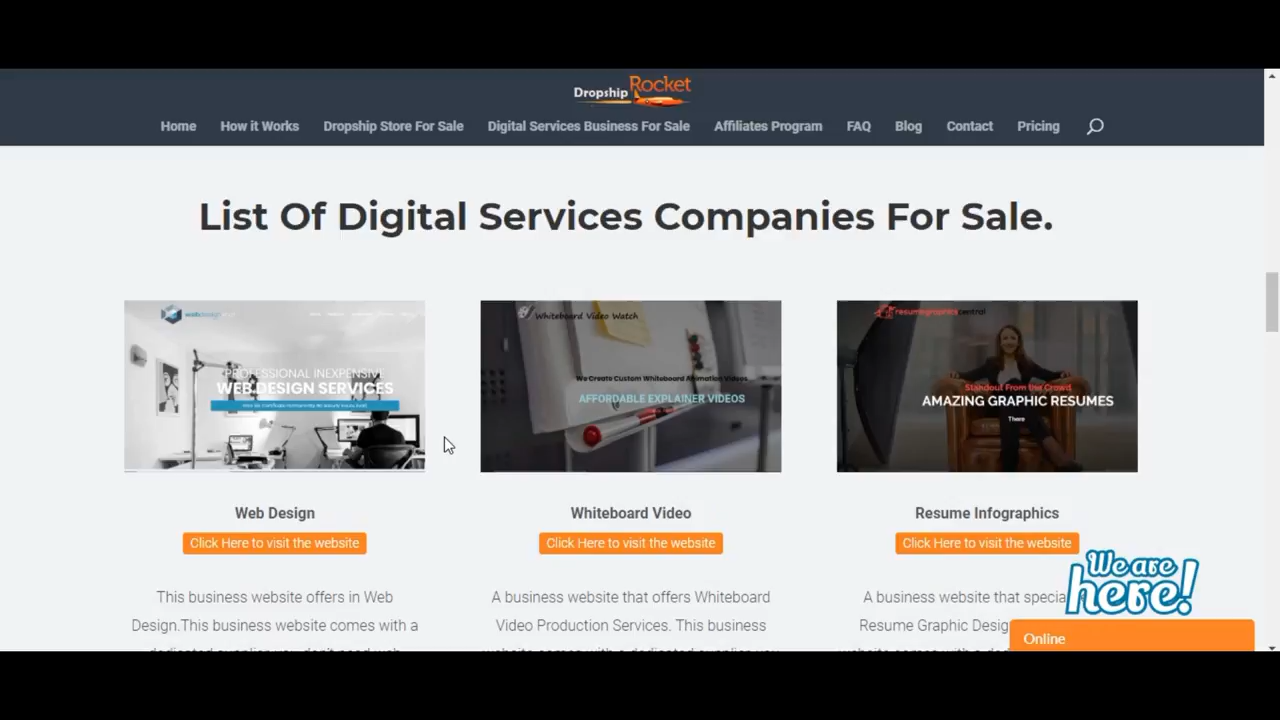 Dropship Rocket
Home How it Works Dropship Store For Sale Digital Services Business For Sale Affiliates Program FAQ Blog Contact Pricing
List Of Digital Services Companies For Sale.
PROFESSIONAL INEXPENSIVE
WEB DESIGN SERVICES
Whiteboard Video Watch
We Create Custom Whiteboard Animation Videos
AFFORDABLE EXPLAINER VIDEOS
resumegraphicscentral
Standout From the Crowd
AMAZING GRAPHIC RESUMES
There
Web Design
Click Here to visit the website
Whiteboard Video
Click Here to visit the website
Resume Infographics
Click Here to visit the website
This business website offers in Web
Design.This business website comes with a
A business website that offers Whiteboard
Video Production Services. This business
A business website that
Resume Graphic
We are
here!
Online